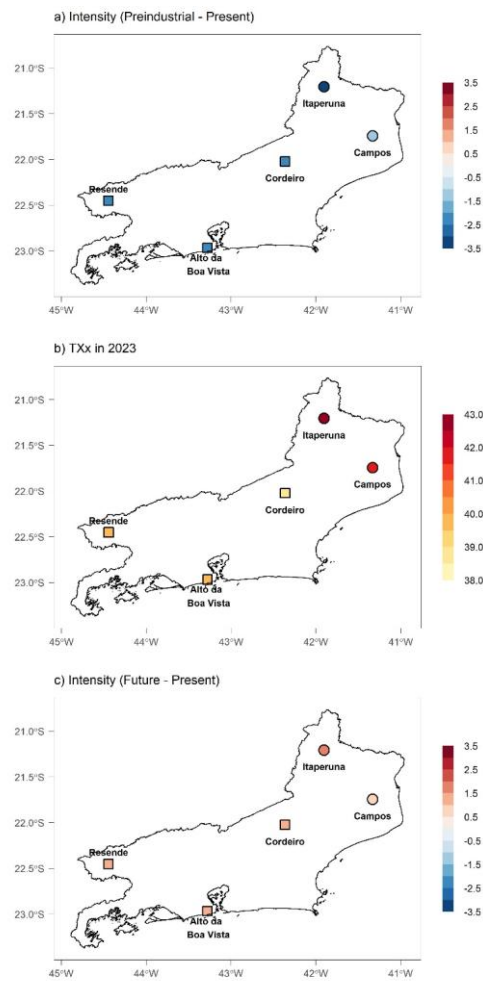 a) Intensity (Preindustrial - Present)
21.0°S
Itaperuna
3.5
21.5°S
2.5
Campos
1.5
22.0°S
0.5
Cordeiro
-0.5
Resende
22.5°S
-1.5
-2.5
23.0°S
Alto da
Boa Vista
-3.5
45°W 44°W 43°W 42°W 41°W
b) TXx in 2023
21.0°S
Itaperuna
43.0
21.5°S
42.0
Campos
41.0
22.0°S
Cordeiro
40.0
Resende
22.5°S
39.0
23.0°S
Alto da
Boa Vista
38.0
45°W 44°W 43°W 42°W 41°W
c) Intensity (Future - Present)
21.0°S
Itaperuna
3.5
21.5°S
2.5
Campos
1.5
22.0°S
0.5
Cordeiro
-0.5
Resende
22.5°S
-1.5
-2.5
23.0°S
Alto da
Boa Vista
-3.5
45°W 44°W 43°W 42°W 41°W